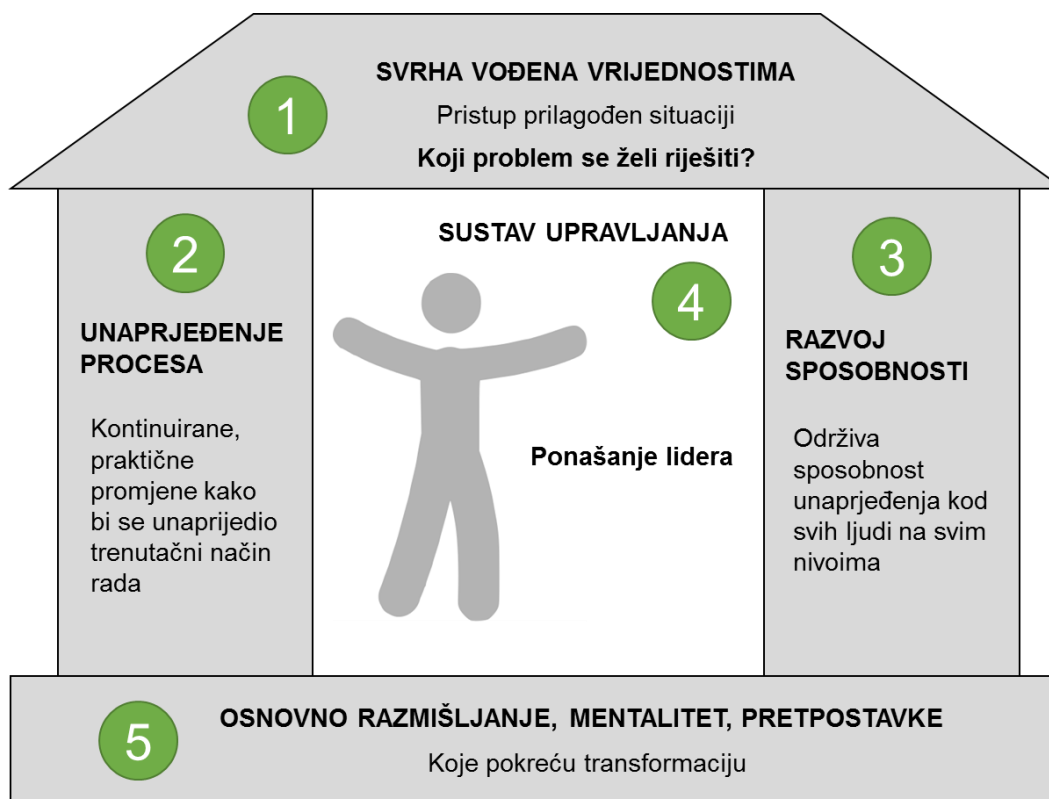 1
SVRHA VOĐENA VRIJEDNOSTIMA
Pristup prilagođen situaciji
Koji problem se želi riješiti?
2
UNAPRJEĐENJE
PROCESA
Kontinuirane,
praktične
promjene kako
bi se unaprijedio
trenutačni način
rada
SUSTAV UPRAVLJANJA
4
Ponašanje lidera
3
RAZVOJ
SPOSOBNOSTI
Održiva
sposobnost
unaprjeđenja kod
svih ljudi na svim
nivoima
5
OSNOVNO RAZMIŠLJANJE, MENTALITET, PRETPOSTAVKE
Koje pokreću transformaciju